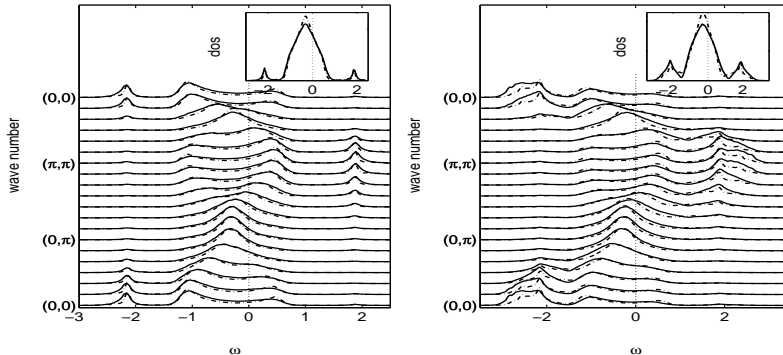 dos
−2 0 2
(0,0)
(π,π)
(0,π)
(0,0)
wave number
−3 −2 −1 0 1 2
ω
dos
−2 0 2
(0,0)
(π,π)
(0,π)
(0,0)
wave number
−2 0 2
ω